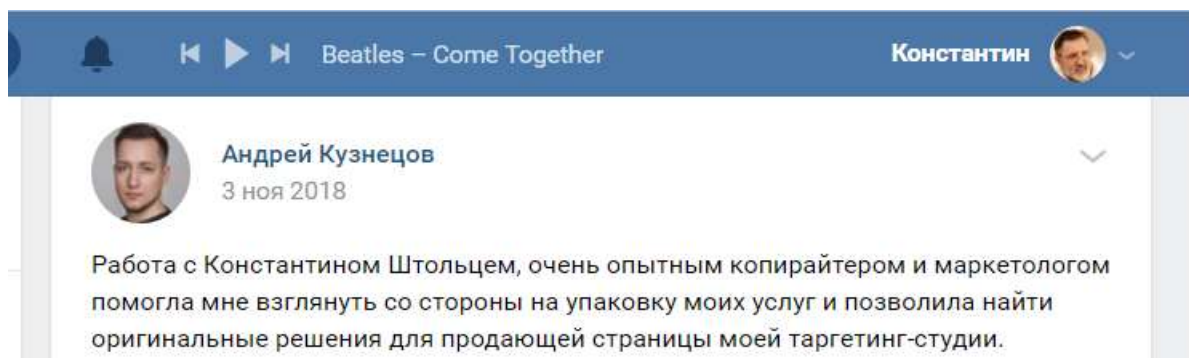 Beatles – Come Together
Константин
Андрей Кузнецов
3 ноя 2018
Работа с Константином Штольцем, очень опытным копирайтером и маркетологом
помогла мне взглянуть со стороны на упаковку моих услуг и позволила найти
оригинальные решения для продающей страницы моей таргетинг-студии.